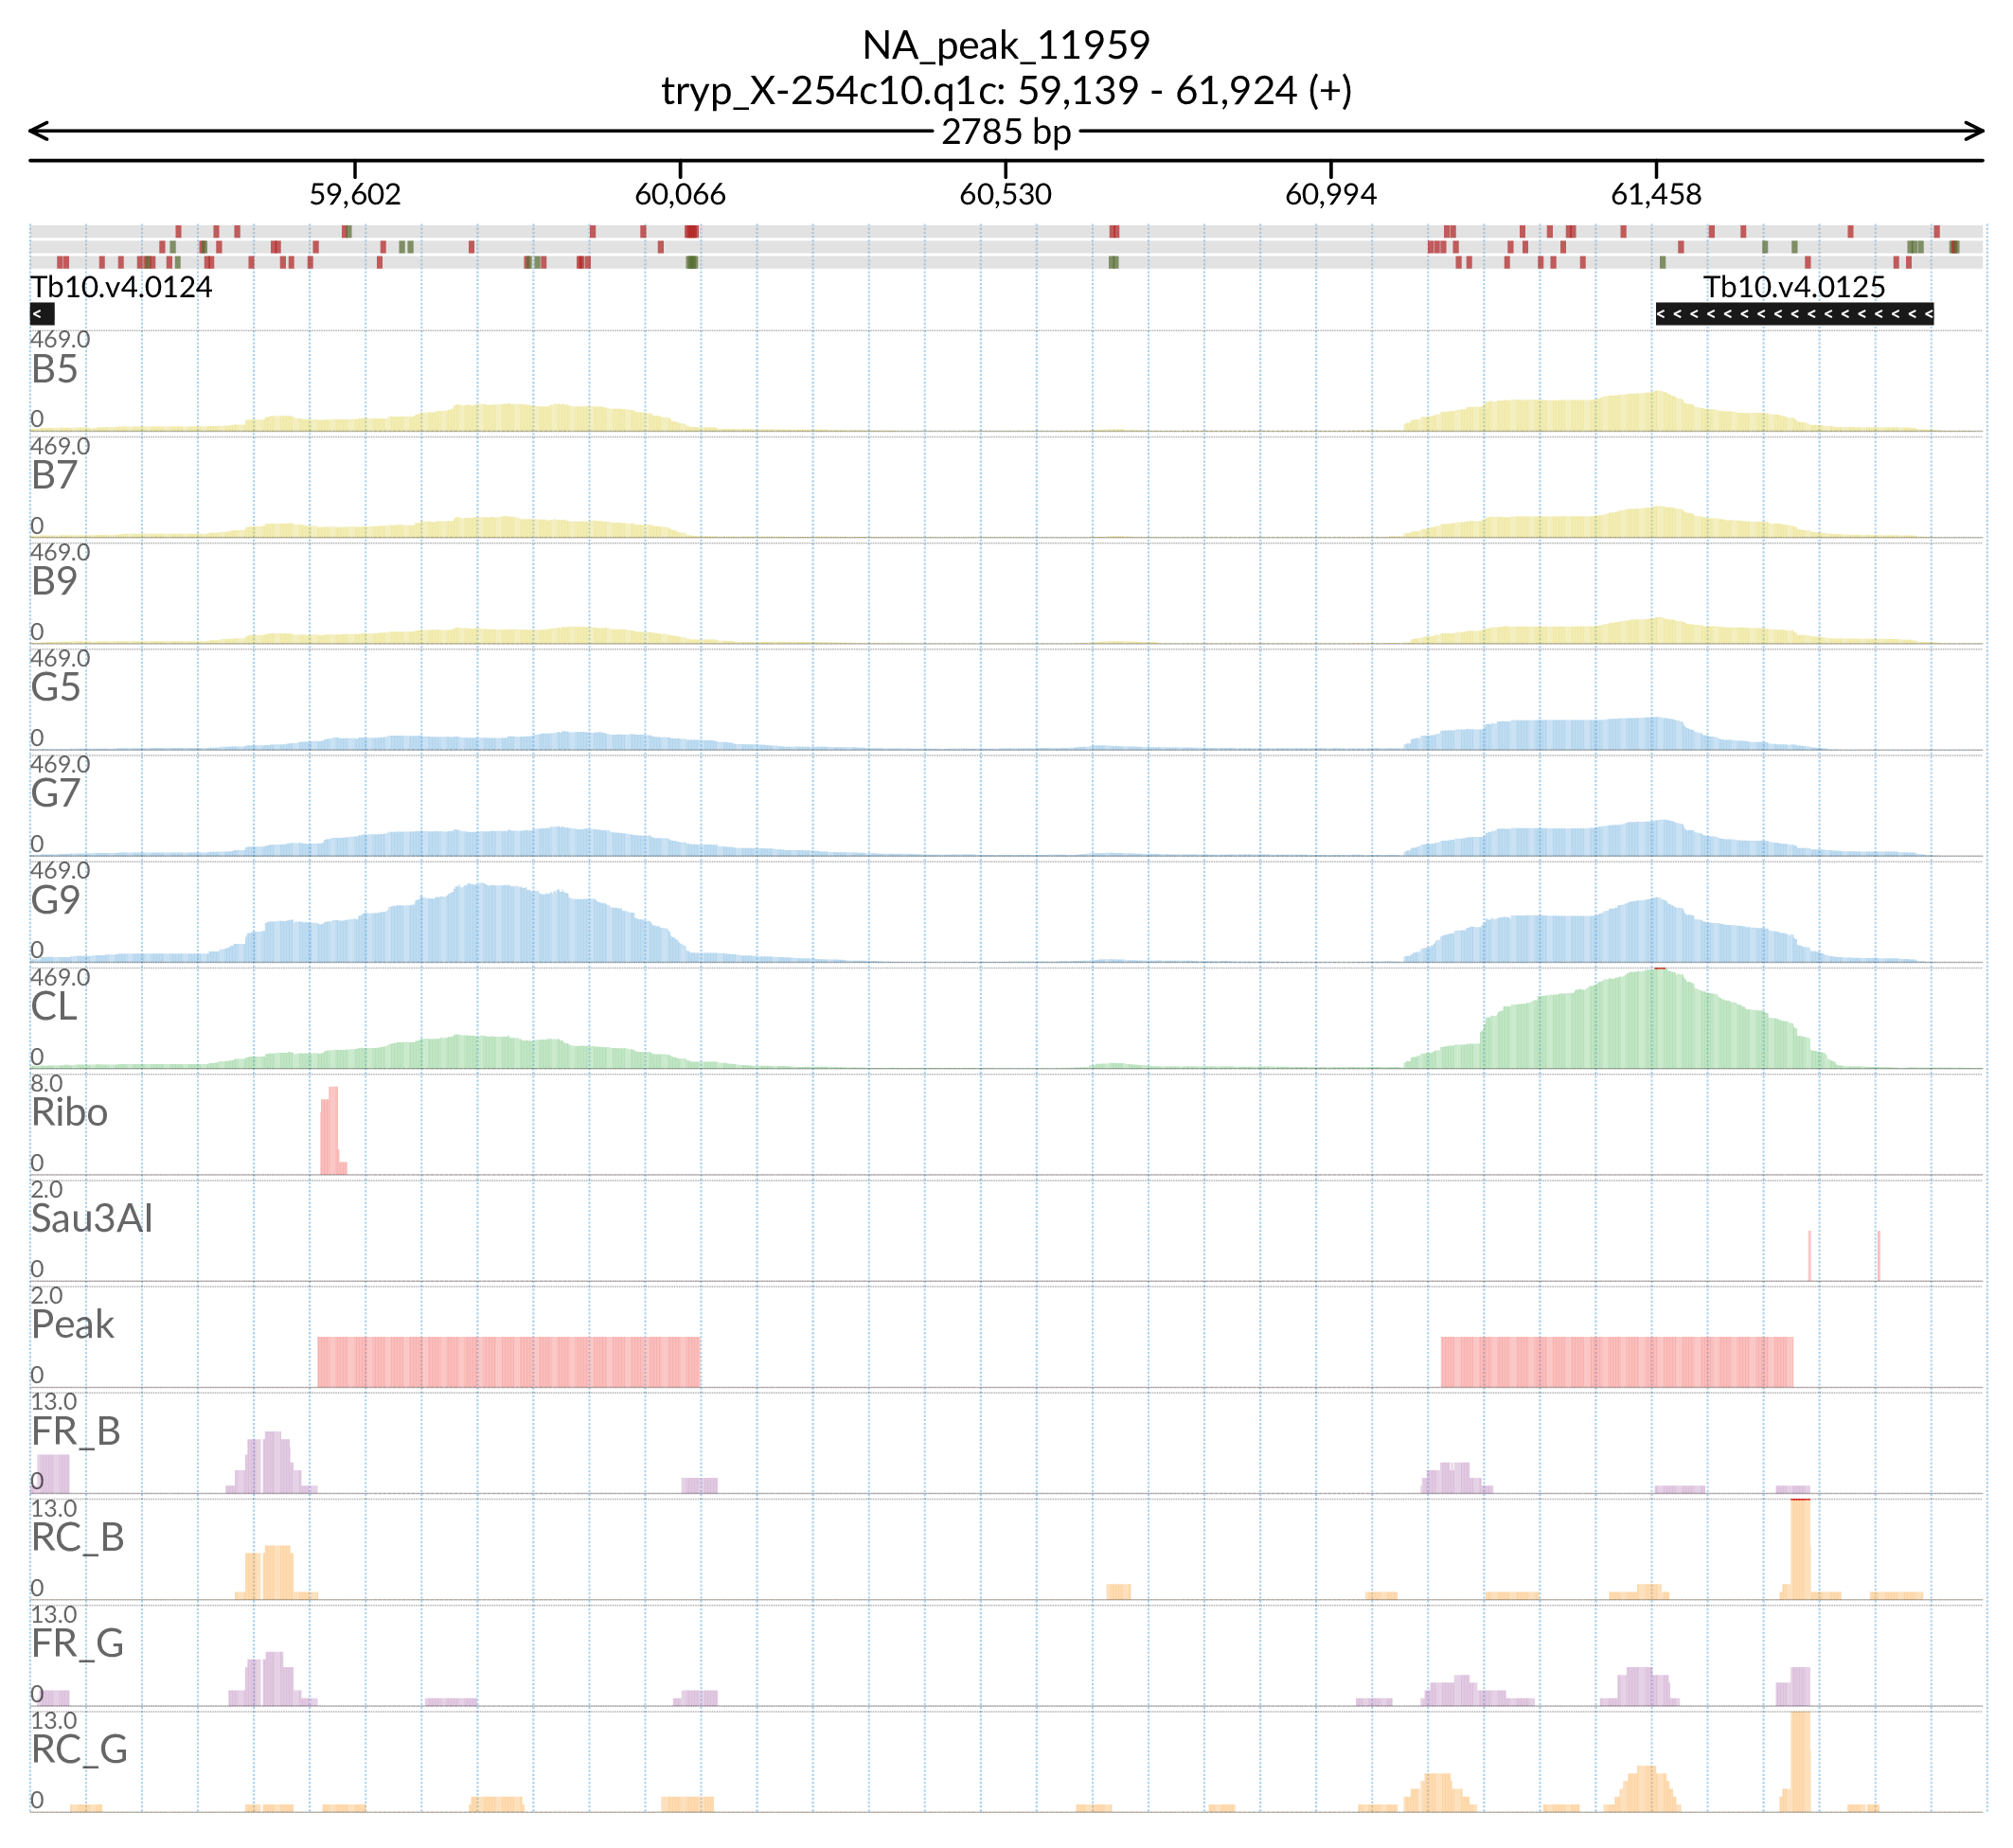 NA_peak_11959
tryp_X-254c10.q1c: 59,139 - 61,924 (+)
2785 bp
59,602 60,066 60,530 60,994 61,458
Tb10.v4.0124 Tb10.v4.0125
469.0
B5
0
469.0
B7
0
469.0
B9
0
469.0
G5
0
469.0
G7
0
469.0
G9
0
469.0
CL
0
8.0
Ribo
0
2.0
Sau3AI
0
2.0
Peak
0
13.0
FR_B
0
13.0
RC_B
0
13.0
FR_G
0
13.0
RC_G
0